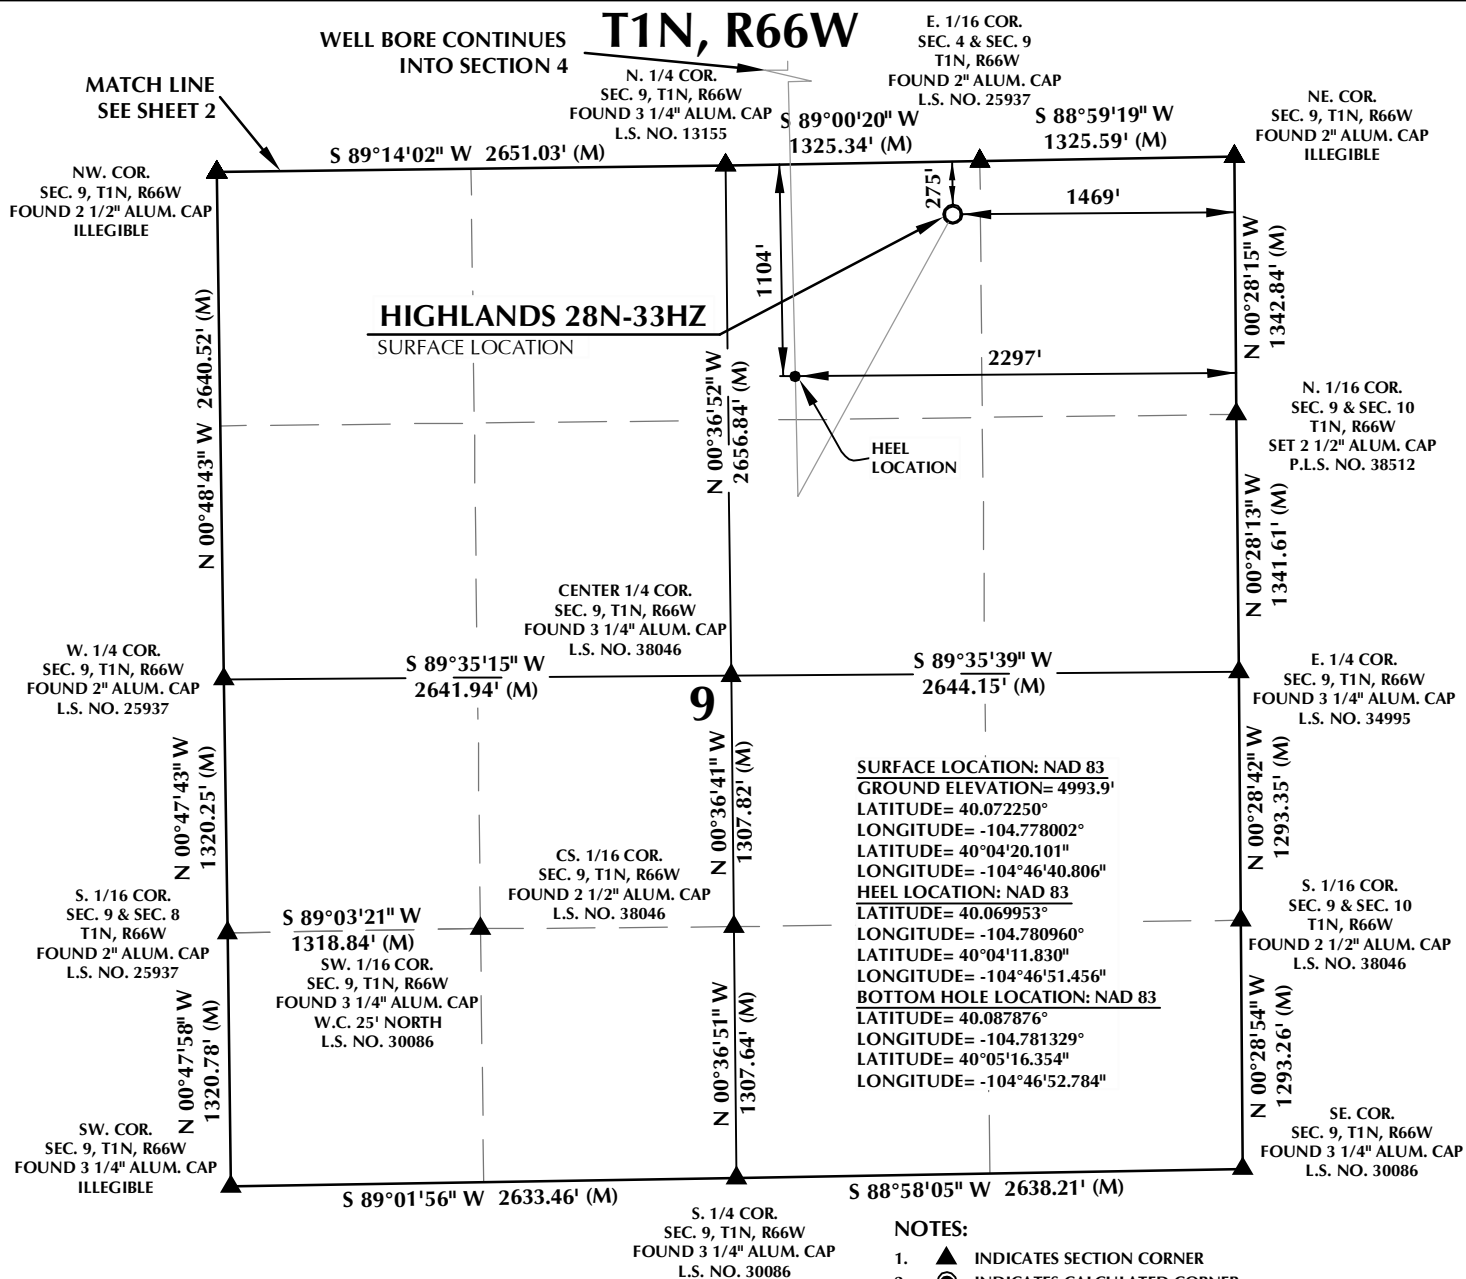 T1N, R66W
WELL BORE CONTINUES
INTO SECTION 4
MATCH LINE
SEE SHEET 2
N. 1/4 COR.
SEC. 9, T1N, R66W
FOUND 3 1/4" ALUM. CAP
L.S. NO. 13155
E. 1/16 COR.
SEC. 4 & SEC. 9
T1N, R66W
FOUND 2" ALUM. CAP
L.S. NO. 25937
NE. COR.
SEC. 9, T1N, R66W
FOUND 2" ALUM. CAP
ILLEGIBLE
S 89°14'02" W 2651.03' (M)
S 89°00'20" W
1325.34' (M)
S 88°59'19" W
1325.59' (M)
NW. COR.
SEC. 9, T1N, R66W
FOUND 2 1/2" ALUM. CAP
ILLEGIBLE
275'
1469'
1104'
HIGHLANDS 28N-33HZ
SURFACE LOCATION
2297'
N 00°28'15" W
1342.84' (M)
N 00°48'43" W 2640.52' (M)
N 00°36'52" W
2656.84' (M)
HEEL
LOCATION
N. 1/16 COR.
SEC. 9 & SEC. 10
T1N, R66W
SET 2 1/2" ALUM. CAP
P.L.S. NO. 38512
N 00°28'13" W
1341.61' (M)
CENTER 1/4 COR.
SEC. 9, T1N, R66W
FOUND 3 1/4" ALUM. CAP
L.S. NO. 38046
W. 1/4 COR.
SEC. 9, T1N, R66W
FOUND 2" ALUM. CAP
L.S. NO. 25937
S 89°35'15" W
2641.94' (M)
S 89°35'39" W
2644.15' (M)
E. 1/4 COR.
SEC. 9, T1N, R66W
FOUND 3 1/4" ALUM. CAP
L.S. NO. 34995
9
N 00°47'43" W
1320.25' (M)
N 00°36'41" W
1307.82' (M)
SURFACE LOCATION: NAD 83
GROUND ELEVATION= 4993.9'
LATITUDE= 40.072250°
LONGITUDE= -104.778002°
LATITUDE= 40°04'20.101"
LONGITUDE= -104°46'40.806"
HEEL LOCATION: NAD 83
LATITUDE= 40.069953°
LONGITUDE= -104.780960°
LATITUDE= 40°04'11.830"
LONGITUDE= -104°46'51.456"
BOTTOM HOLE LOCATION: NAD 83
LATITUDE= 40.087876°
LONGITUDE= -104.781329°
LATITUDE= 40°05'16.354"
LONGITUDE= -104°46'52.784"
N 00°28'42" W
1293.35' (M)
CS. 1/16 COR.
SEC. 9, T1N, R66W
FOUND 2 1/2" ALUM. CAP
L.S. NO. 38046
S. 1/16 COR.
SEC. 9 & SEC. 8
T1N, R66W
FOUND 2" ALUM. CAP
L.S. NO. 25937
S 89°03'21" W
1318.84' (M)
SW. 1/16 COR.
SEC. 9, T1N, R66W
FOUND 3 1/4" ALUM. CAP
W.C. 25' NORTH
L.S. NO. 30086
S. 1/16 COR.
SEC. 9 & SEC. 10
T1N, R66W
FOUND 2 1/2" ALUM. CAP
L.S. NO. 38046
N 00°47'58" W
1320.78' (M)
N 00°36'51" W
1307.64' (M)
N 00°28'54" W
1293.26' (M)
SW. COR.
SEC. 9, T1N, R66W
FOUND 3 1/4" ALUM. CAP
ILLEGIBLE
SE. COR.
SEC. 9, T1N, R66W
FOUND 3 1/4" ALUM. CAP
L.S. NO. 30086
S 89°01'56" W 2633.46' (M)
S 88°58'05" W 2638.21' (M)
S. 1/4 COR.
SEC. 9, T1N, R66W
FOUND 3 1/4" ALUM. CAP
L.S. NO. 30086
NOTES:
1. INDICATES SECTION CORNER
2. INDICATES CALCULATED CORNER